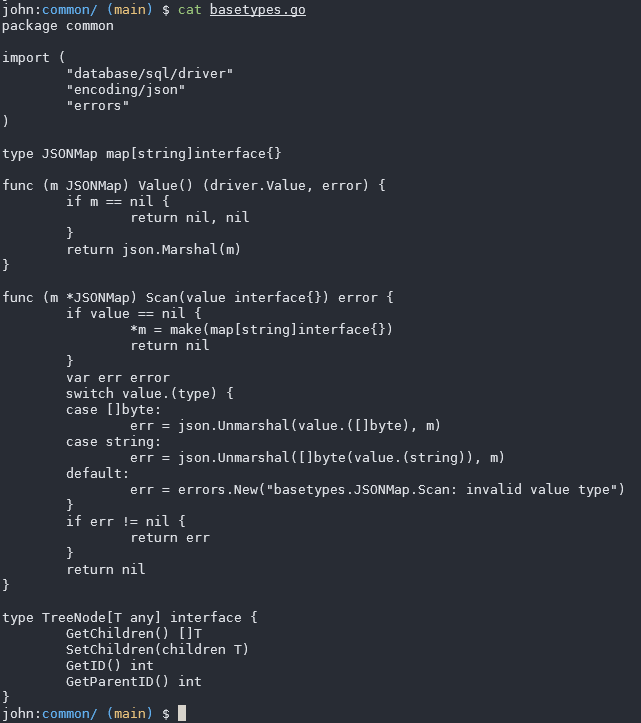 john:common/ (main) $ cat basetypes.go
package common

import (
        "database/sql/driver"
        "encoding/json"
        "errors"
)

type JSONMap map[string]interface{}

func (m JSONMap) Value() (driver.Value, error) {
        if m == nil {
                return nil, nil
        }
        return json.Marshal(m)
}

func (m *JSONMap) Scan(value interface{}) error {
        if value == nil {
                *m = make(map[string]interface{})
                return nil
        }
        var err error
        switch value.(type) {
        case []byte:
                err = json.Unmarshal(value.([]byte), m)
        case string:
                err = json.Unmarshal([]byte(value.(string)), m)
        default:
                err = errors.New("basetypes.JSONMap.Scan: invalid value type")
        }
        if err != nil {
                return err
        }
        return nil
}

type TreeNode[T any] interface {
        GetChildren() []T
        SetChildren(children T)
        GetID() int
        GetParentID() int
}
john:common/ (main) $